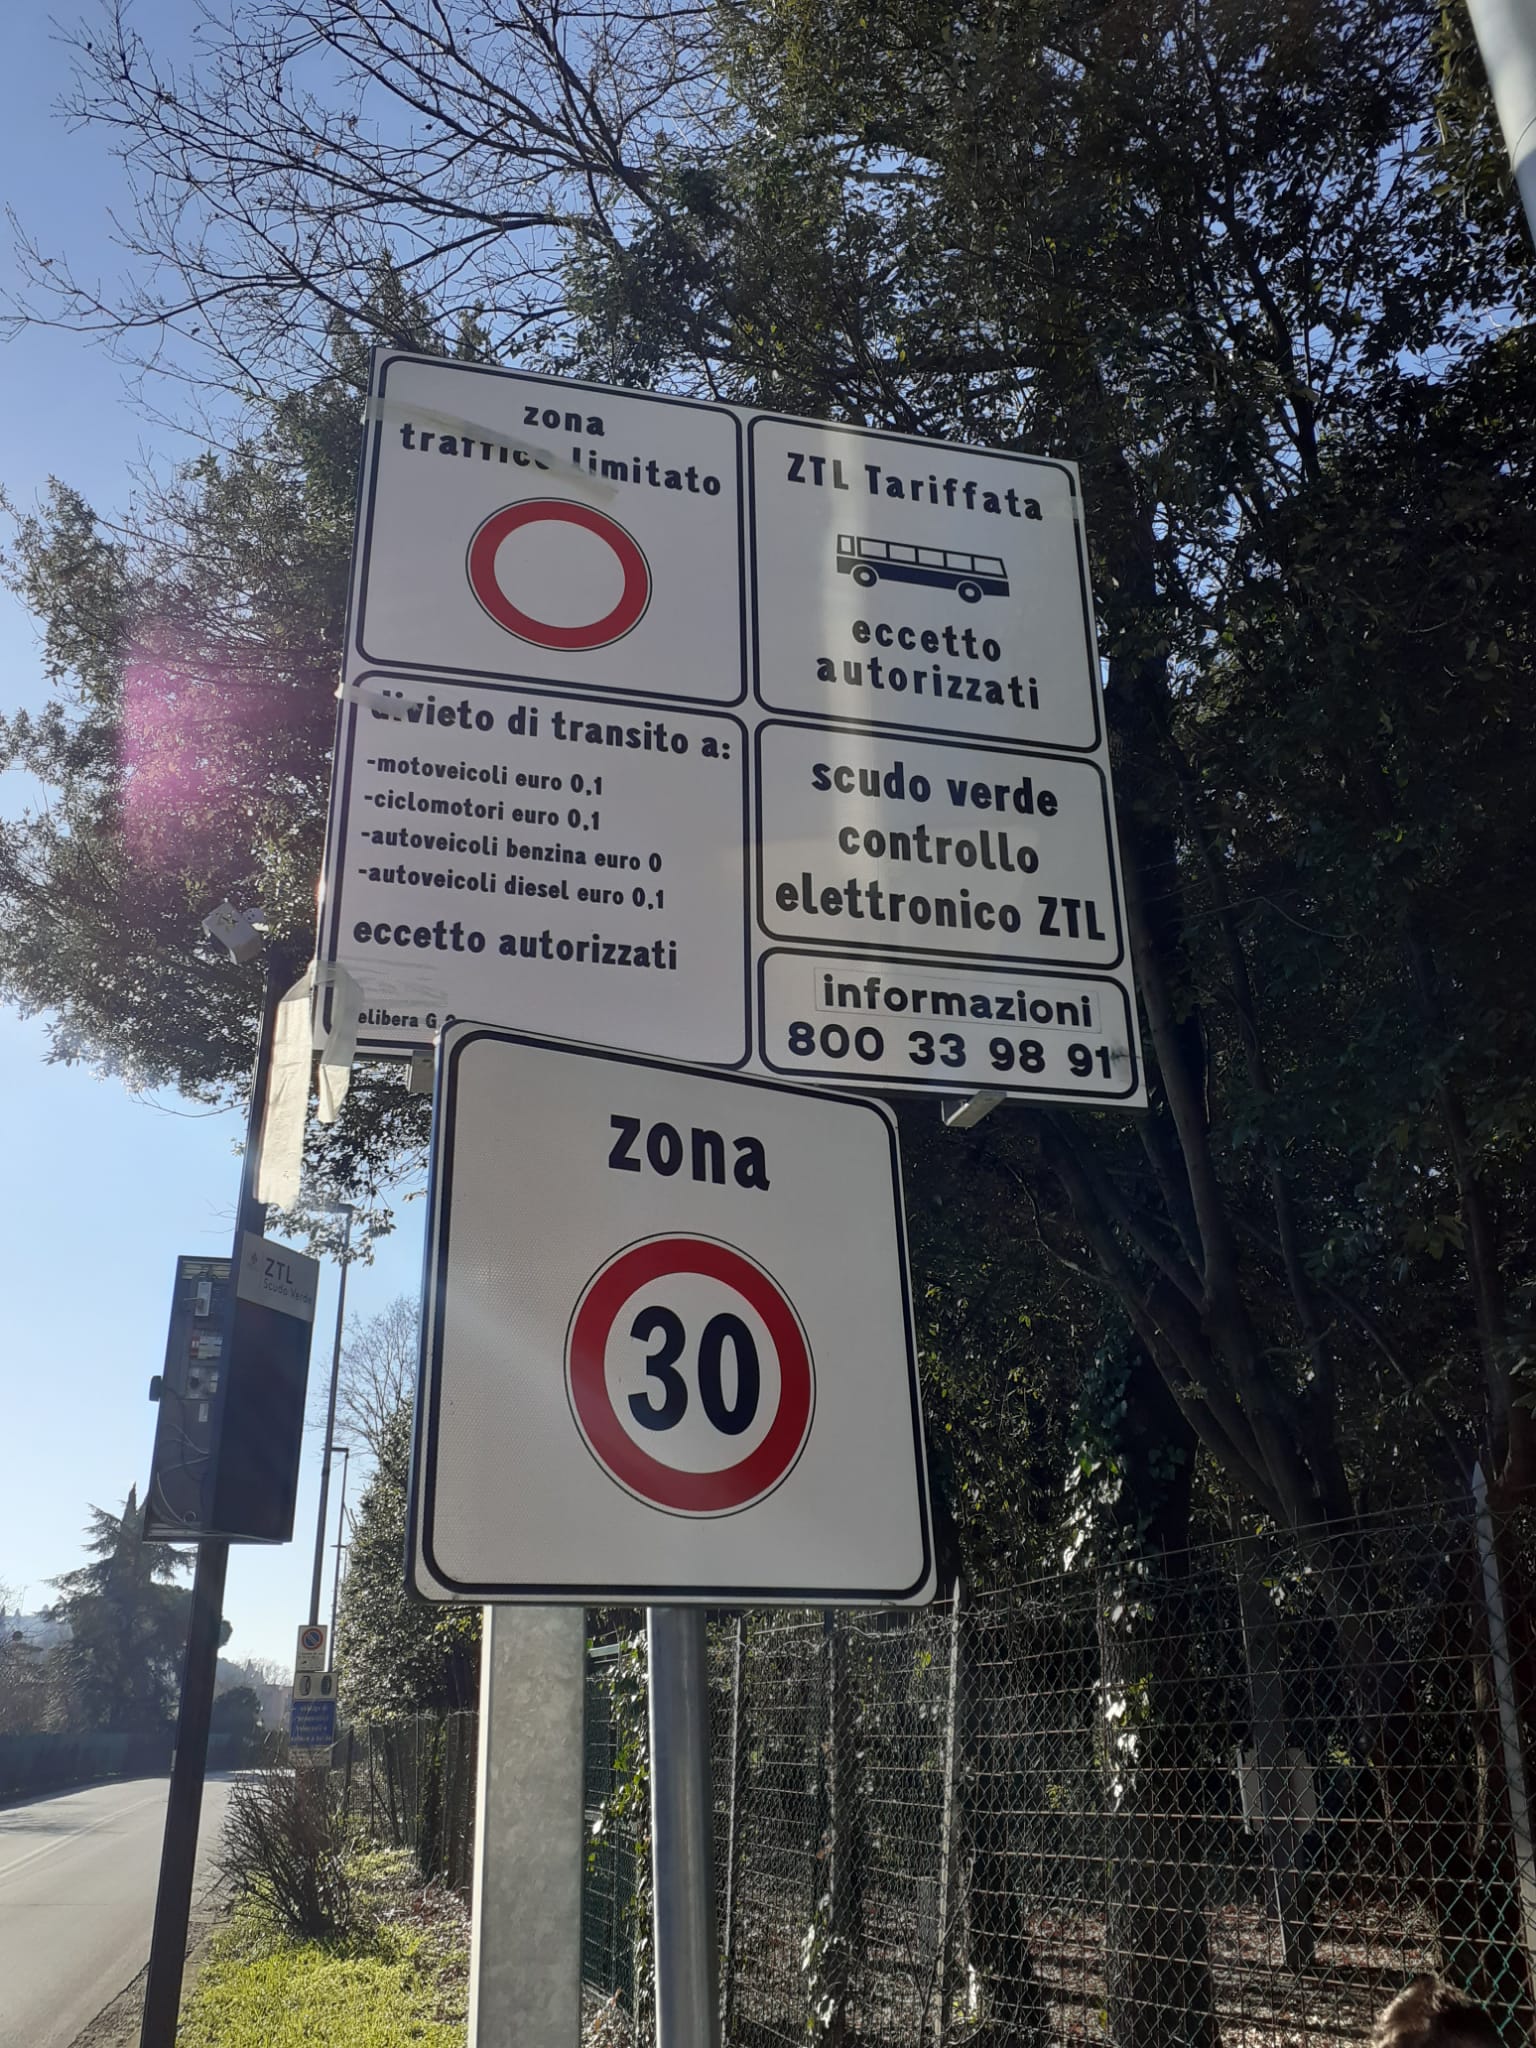 zona
traffico limitato
divieto di transito a:
-motoveicoli euro 0,1
-ciclomotori euro 0,1
-autoveicoli benzina euro 0
-autoveicoli diesel euro 0,1
eccetto autorizzati
elibera G
ZTL Tariffata
eccetto
autorizzati
scudo verde
controllo
elettronico ZTL
informazioni
800 33 98 91
zona
30
ZTL
Scudo Verde